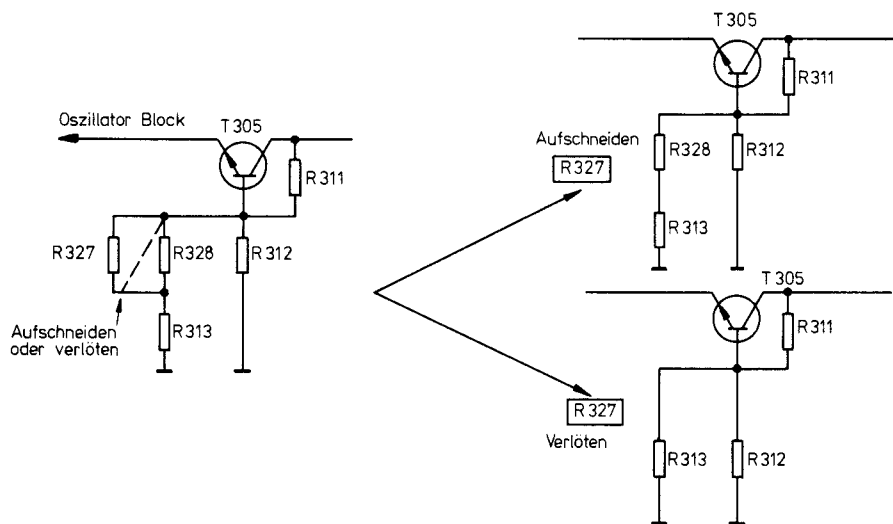 Oszillator Block
T305
R311
R327
R328
R312
R313
Aufschneiden
oder verlöten
T305
R311
Aufschneiden
R327
R328
R312
R313
T305
R311
R327
Verlöten
R313
R312